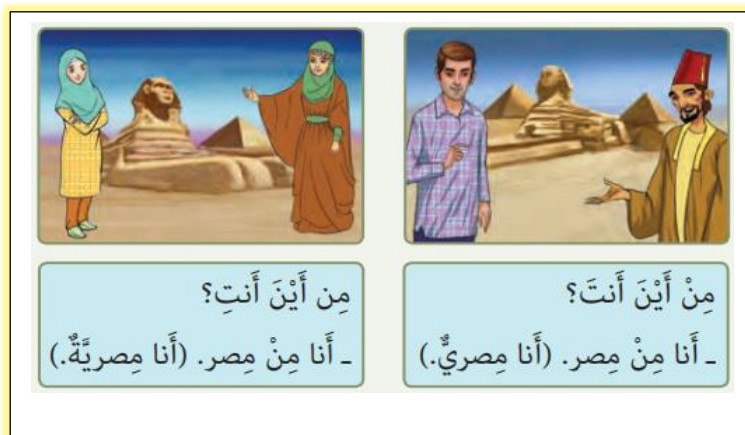 مِنْ أَيْنَ أَنتَ؟
ـ أَنا مِنْ مِصر. (أَنا مِصريٌّ.)
مِن أَيْنَ أَنتِ؟
ـ أَنا مِنْ مِصر. (أَنا مِصريَّةٌ.)